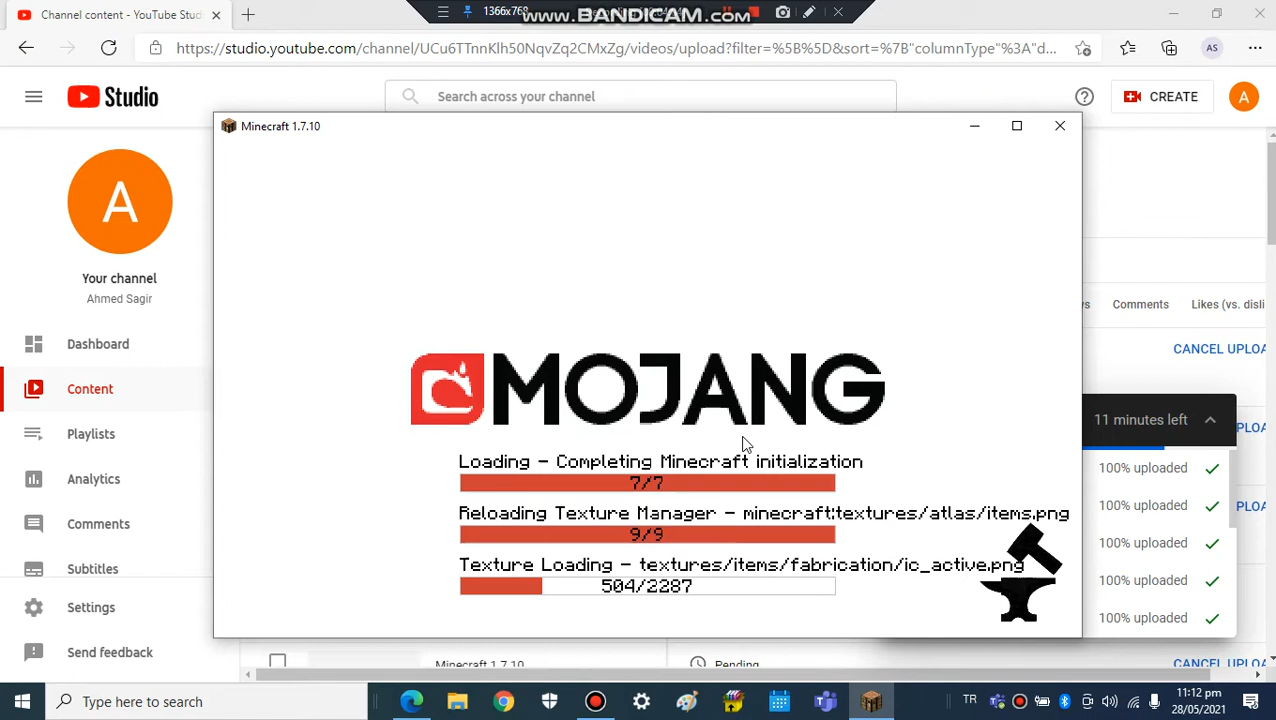 Channel content - YouTube Stud
1366x768
www.BANDICAM.com
https://studio.youtube.com/channel/UCu6TTnnKlh50NqvZq2CMxZg/videos/upload?filter=%5B%5D&sort=%7B"columnType"%3A"d...
AS
Studio
Search across your channel
CREATE
A
Minecraft 1.7.10
A
Your channel
Ahmed Sagir
Comments
Likes (vs. disli
Dashboard
CANCEL UPLOA
Content
MOJANG
11 minutes left
Playlists
Loading - Completing Minecraft initialization
7/7
100% uploaded
Analytics
Reloading Texture Manager - minecraft:textures/atlas/items.png
9/9
100% uploaded
Comments
100% uploaded
Subtitles
Texture Loading - textures/items/fabrication/ic_active.png
504/2287
100% uploaded
Settings
100% uploaded
Send feedback
Minecraft 1.7.10
Pending
CANCEL UPLOA
Type here to search
TR
11:12 pm
28/05/2021